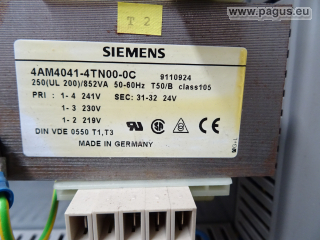 www.pagus.eu
T 2
SIEMENS
4AM4041-4TN00-0C 9110924
250(UL 200)/852VA 50-60Hz T50/B class105
PRI : 1- 4 241V SEC: 31-32 24V
1- 3 230V
1- 2 219V
DIN VDE 0550 T1,T3
MADE IN GERMANY